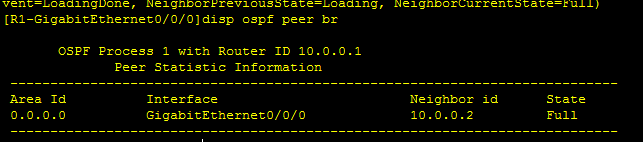 vent=LoadingDone, NeighborPreviousState=Loading, NeighborCurrentState=Full)
[R1-GigabitEthernet0/0/0]disp ospf peer br
OSPF Process 1 with Router ID 10.0.0.1
Peer Statistic Information
----------------------------------------------------------------------------
Area Id Interface Neighbor id State
0.0.0.0 GigabitEthernet0/0/0 10.0.0.2 Full
----------------------------------------------------------------------------